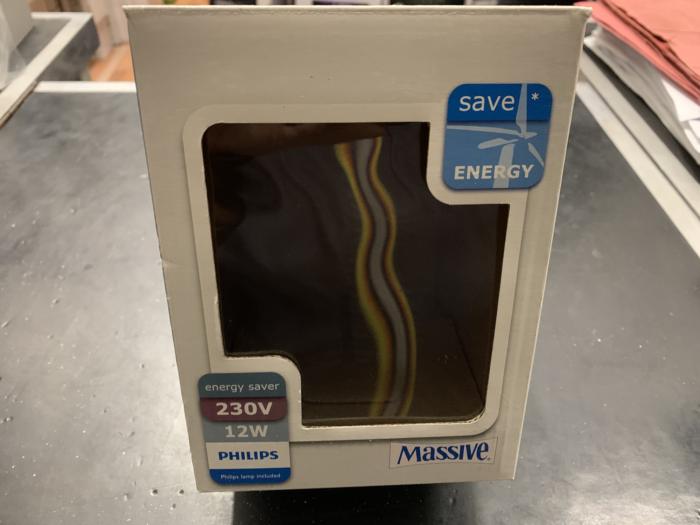 save *
ENERGY
energy saver
230V
12W
PHILIPS
Philips lamp included
Massive